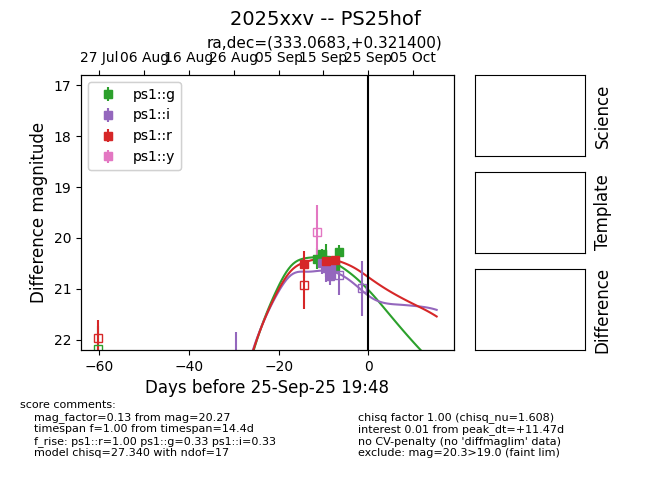 2025xxv -- PS25hof
ra,dec=(333.0683,+0.321400)
27 Jul 06 Aug 16 Aug 26 Aug 05 Sep 15 Sep 25 Sep 05 Oct
17
18
19
20
21
22
Difference magnitude
ps1::g
ps1::i
ps1::r
ps1::y
−60 −40 −20 0
Days before 25-Sep-25 19:48
Science
Template
Difference
score comments:
mag_factor=0.13 from mag=20.27
timespan f=1.00 from timespan=14.4d
f_rise: ps1::r=1.00 ps1::g=0.33 ps1::i=0.33
model chisq=27.340 with ndof=17
chisq factor 1.00 (chisq_nu=1.608)
interest 0.01 from peak_dt=+11.47d
no CV-penalty (no 'diffmaglim' data)
exclude: mag=20.3>19.0 (faint lim)